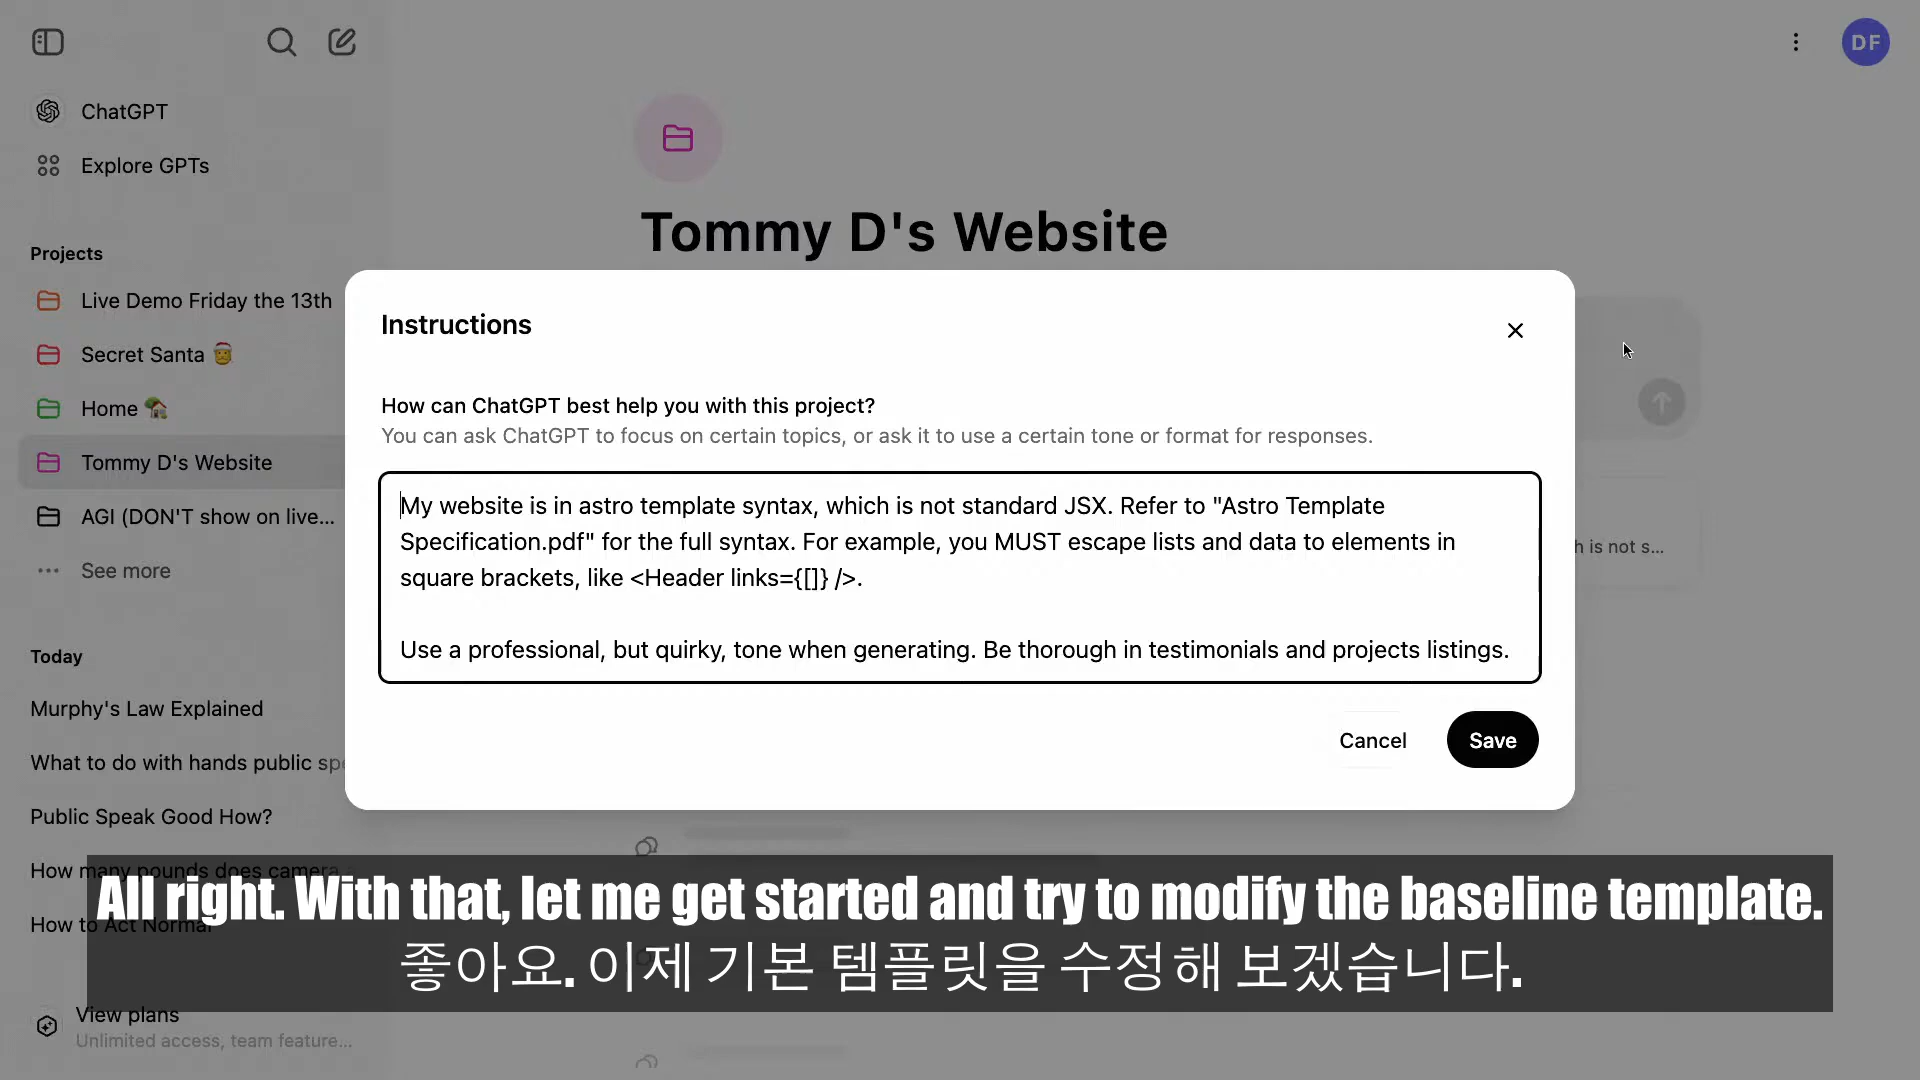 DF
ChatGPT
Explore GPTs
Projects
Live Demo Friday the 13th
Secret Santa 🎅
Home 🏡
Tommy D's Website
AGI (DON'T show on live...
See more
Today
Murphy's Law Explained
What to do with hands public spe
Public Speak Good How?
How many pounds does camera
How to Act Normal
View plans
Unlimited access, team feature...
Tommy D's Website
h is not s...
Instructions
How can ChatGPT best help you with this project?
You can ask ChatGPT to focus on certain topics, or ask it to use a certain tone or format for responses.
My website is in astro template syntax, which is not standard JSX. Refer to "Astro Template
Specification.pdf" for the full syntax. For example, you MUST escape lists and data to elements in
square brackets, like <Header links={[]} />.
Use a professional, but quirky, tone when generating. Be thorough in testimonials and projects listings.
Cancel
Save
All right. With that, let me get started and try to modify the baseline template.
좋아요. 이제 기본 템플릿을 수정해 보겠습니다.